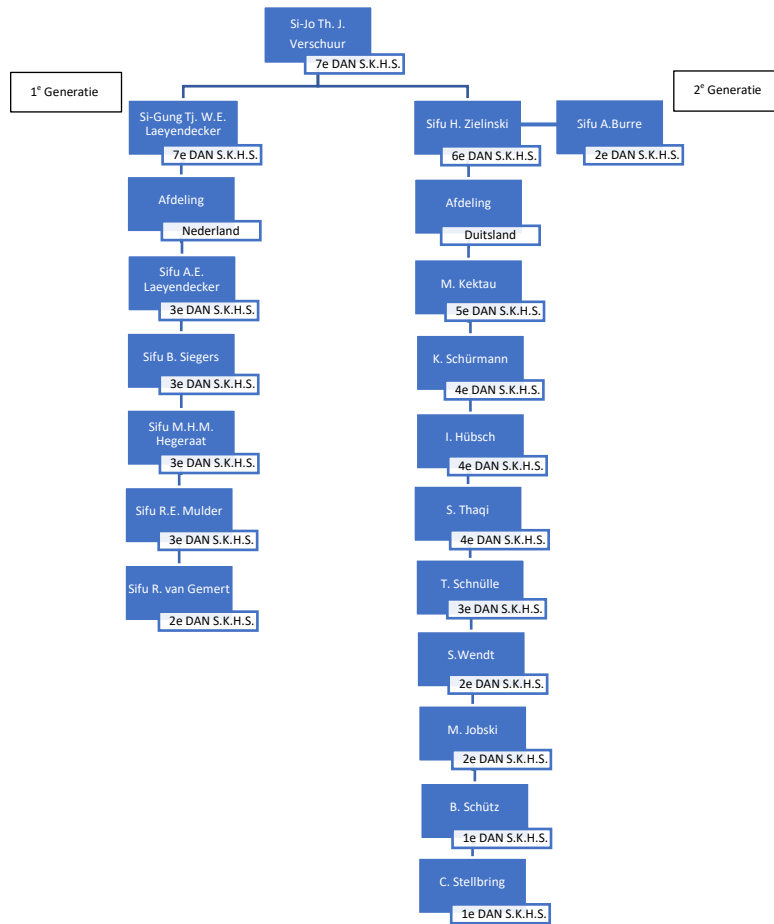 Si-Jo Th. J.
Verschuur
7e DAN S.K.H.S.
1e Generatie
2e Generatie
Si-Gung Tj. W.E.
Laeyendecker
7e DAN S.K.H.S.
Sifu H. Zielinski
6e DAN S.K.H.S.
Sifu A.Burre
2e DAN S.K.H.S.
Afdeling
Nederland
Sifu A.E.
Laeyendecker
3e DAN S.K.H.S.
Sifu B. Siegers
3e DAN S.K.H.S.
Sifu M.H.M.
Hegeraat
3e DAN S.K.H.S.
Sifu R.E. Mulder
3e DAN S.K.H.S.
Sifu R. van Gemert
2e DAN S.K.H.S.
Afdeling
Duitsland
M. Kektau
5e DAN S.K.H.S.
K. Schürmann
4e DAN S.K.H.S.
I. Hübsch
4e DAN S.K.H.S.
S. Thaqi
4e DAN S.K.H.S.
T. Schnülle
3e DAN S.K.H.S.
S.Wendt
2e DAN S.K.H.S.
M. Jobski
2e DAN S.K.H.S.
B. Schütz
1e DAN S.K.H.S.
C. Stellbring
1e DAN S.K.H.S.